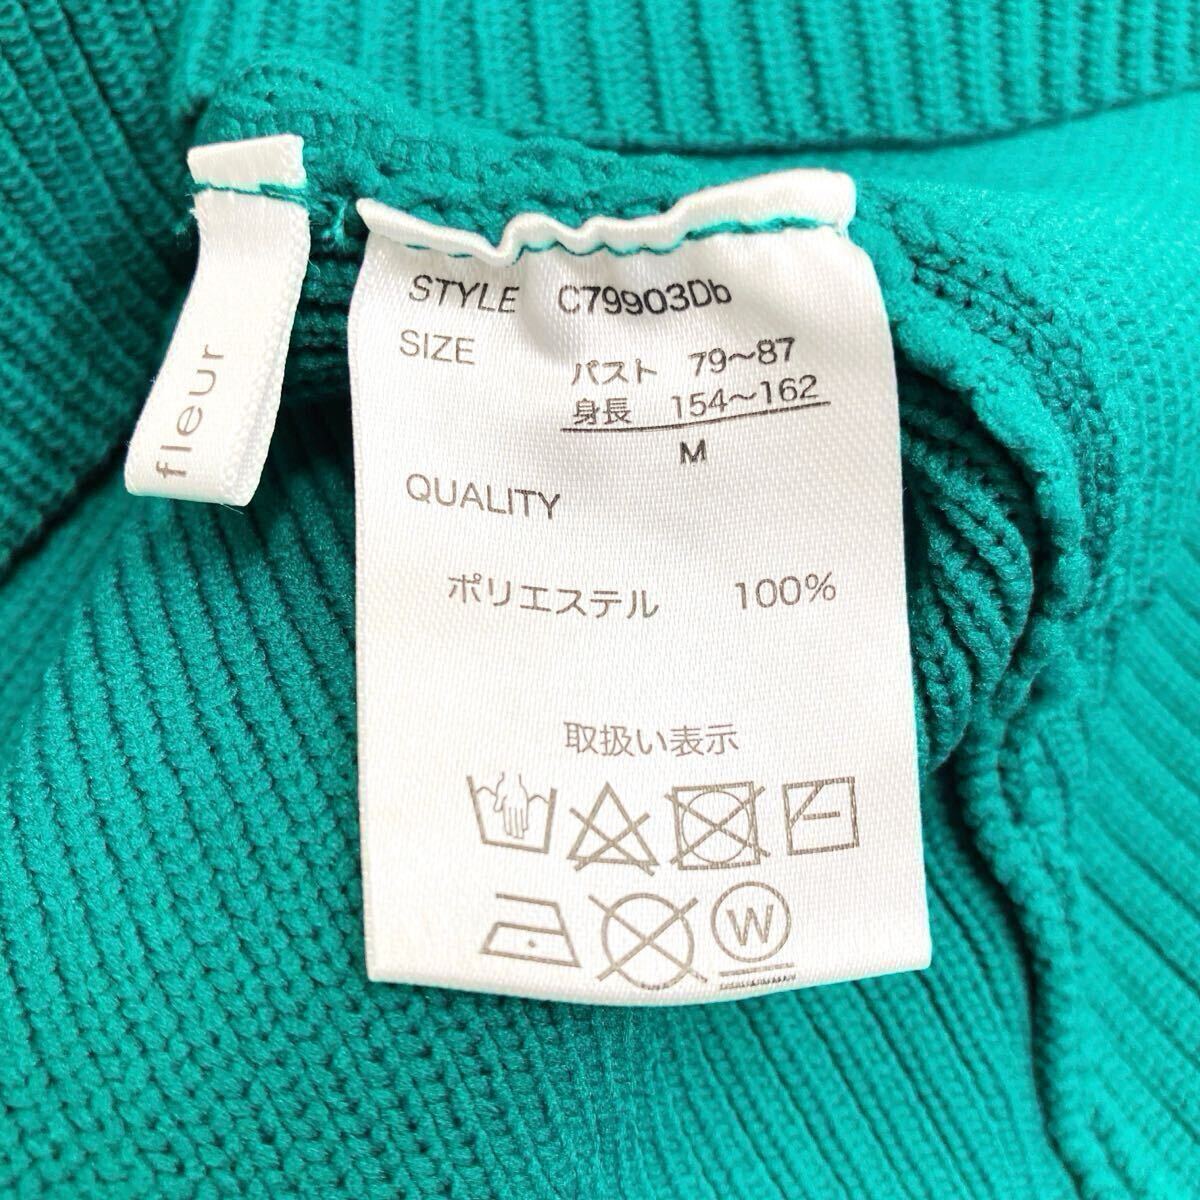 fleur
STYLE C79903Db
SIZE
バスト 79～87
身長 154～162
M
QUALITY
ポリエステル 100%
取扱い表示
W